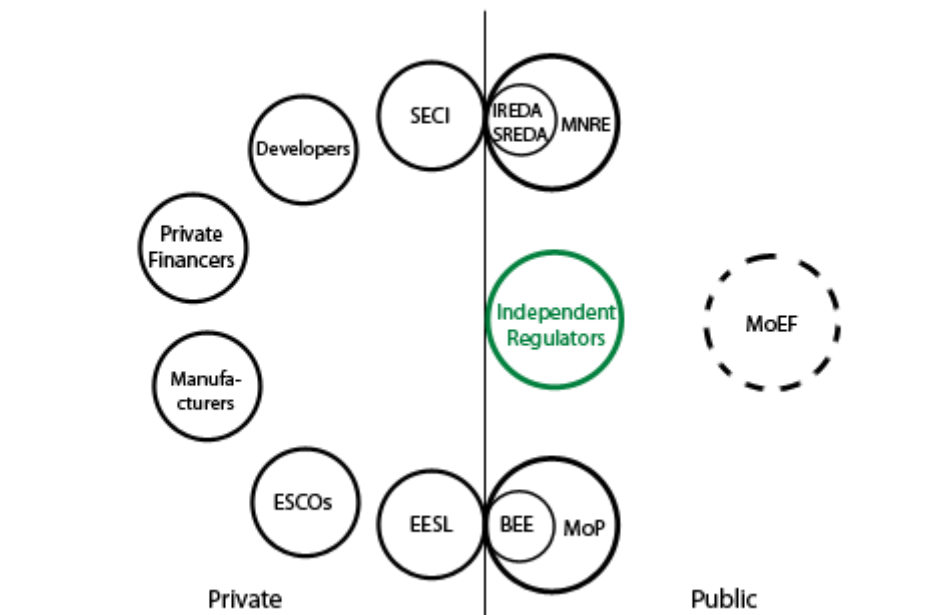 SECI
IREDA
SREDA
MNRE
Developers
Private
Financers
Independent
Regulators
MoEF
Manufa-
cturers
ESCOs
EESL
BEE
MoP
Private
Public